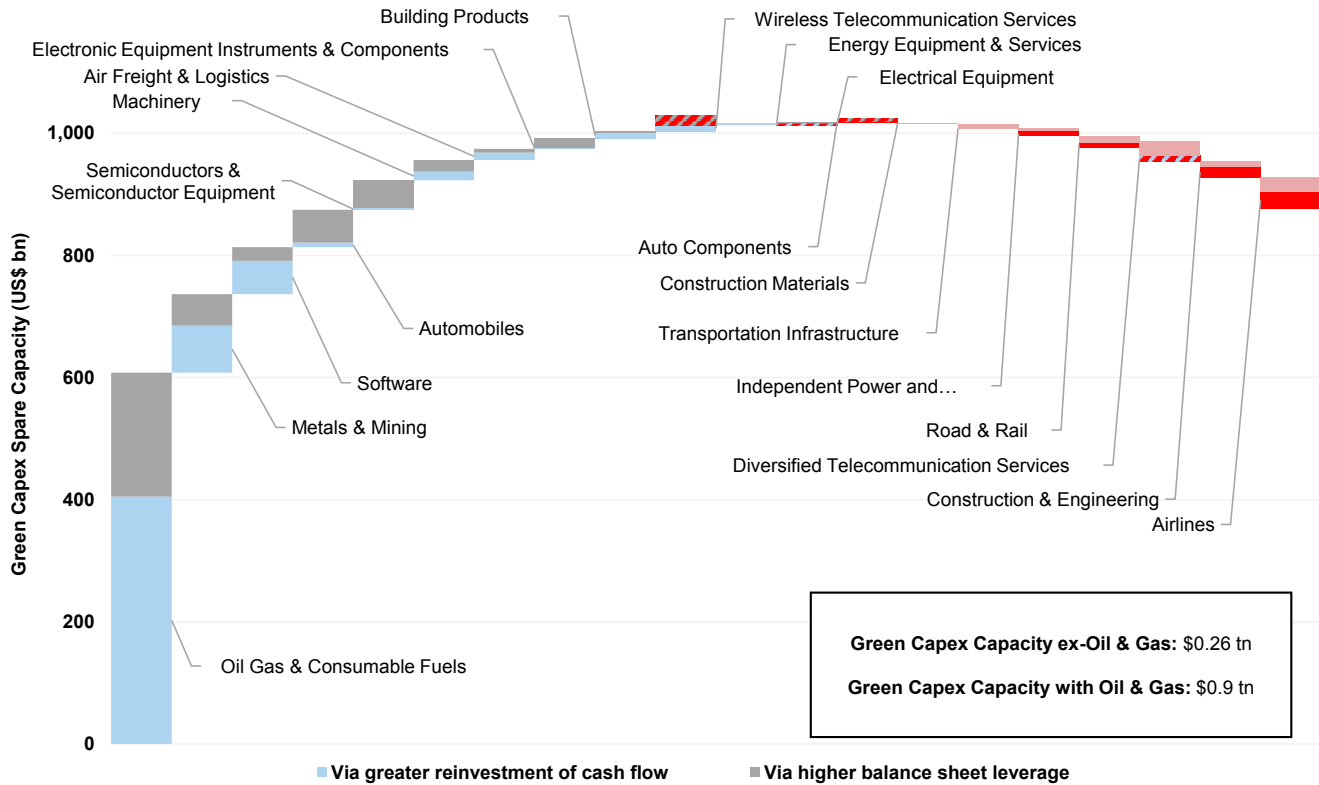 Building Products
Wireless Telecommunication Services
Electronic Equipment Instruments & Components
Energy Equipment & Services
Air Freight & Logistics
Electrical Equipment
Machinery
1,000
Semiconductors &
Semiconductor Equipment
Green Capex Spare Capacity (US$ bn)
Auto Components
800
Construction Materials
Automobiles
Transportation Infrastructure
600
Software
Independent Power and…
Metals & Mining
Road & Rail
Diversified Telecommunication Services
400
Construction & Engineering
Airlines
200
Oil Gas & Consumable Fuels
Green Capex Capacity ex-Oil & Gas: $0.26 tn
Green Capex Capacity with Oil & Gas: $0.9 tn
0
Via greater reinvestment of cash flow
Via higher balance sheet leverage